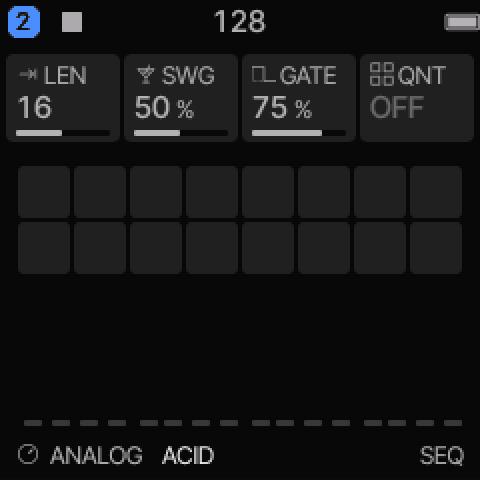 2 128
LEN SWG GATE QNT
16 50 % 75 % OFF
ANALOG ACID SEQ